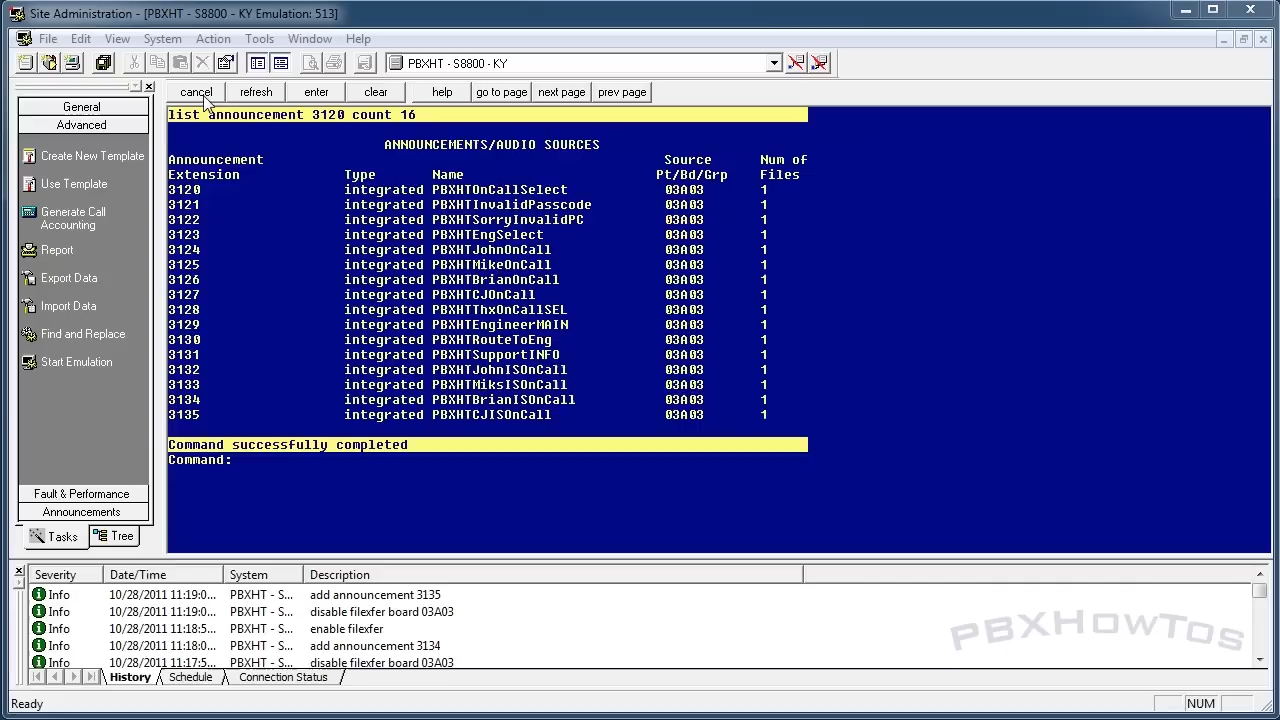 Site Administration - [PBXHT - S8800 - KY Emulation: 513]
File Edit View System Action Tools Window Help
PBXHT - S8800 - KY
cancel refresh enter clear help go to page next page prev page
General
Advanced
Create New Template
Use Template
Generate Call
Accounting
Report
Export Data
Import Data
Find and Replace
Start Emulation
Fault & Performance
Announcements
Tasks Tree
list announcement 3120 count 16
ANNOUNCEMENTS/AUDIO SOURCES
Announcement Source Num of
Extension Type Name Pt/Bd/Grp Files
3120 integrated PBXHTOnCallSelect 03A03 1
3121 integrated PBXHTInvalidPasscode 03A03 1
3122 integrated PBXHTSorryInvalidPC 03A03 1
3123 integrated PBXHTEngSelect 03A03 1
3124 integrated PBXHTJohnOnCall 03A03 1
3125 integrated PBXHTMikeOnCall 03A03 1
3126 integrated PBXHTBrianOnCall 03A03 1
3127 integrated PBXHTCJOnCall 03A03 1
3128 integrated PBXHTThxOnCallSEL 03A03 1
3129 integrated PBXHTEngineerMAIN 03A03 1
3130 integrated PBXHTRouteToEng 03A03 1
3131 integrated PBXHTSupportINFO 03A03 1
3132 integrated PBXHTJohnISOnCall 03A03 1
3133 integrated PBXHTMiksISOnCall 03A03 1
3134 integrated PBXHTBrianISOnCall 03A03 1
3135 integrated PBXHTCJISOnCall 03A03 1
Command successfully completed
Command:
Severity Date/Time System Description
Info 10/28/2011 11:19:0... PBXHT - S... add announcement 3135
Info 10/28/2011 11:19:0... PBXHT - S... disable filexfer board 03A03
Info 10/28/2011 11:18:5... PBXHT - S... enable filexfer
Info 10/28/2011 11:18:0... PBXHT - S... add announcement 3134
Info 10/28/2011 11:17:5... PBXHT - S... disable filexfer board 03A03
History Schedule Connection Status
PBXHowTos
Ready NUM